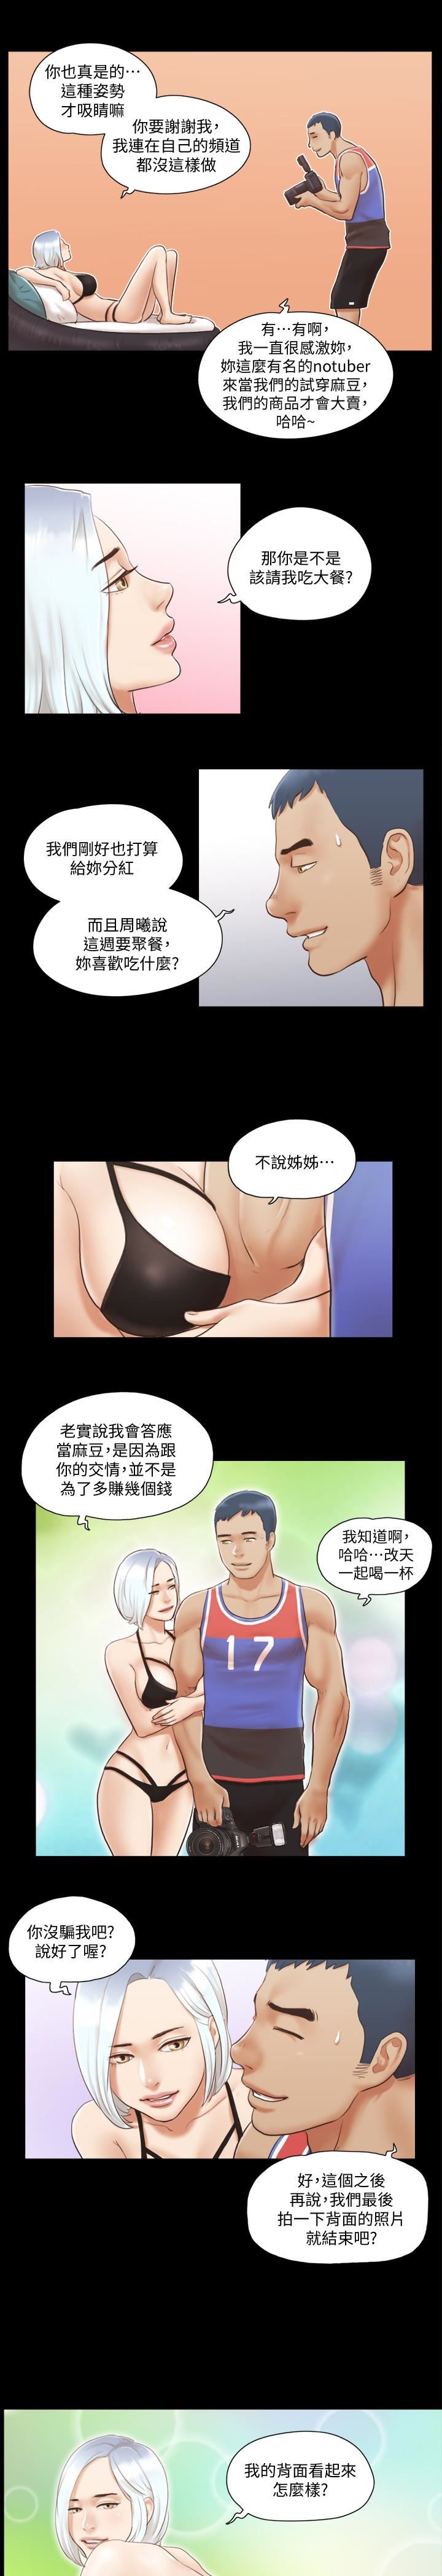 你也真是的…
這種姿勢
才吸睛嘛
你要謝謝我，
我連在自己的頻道
都沒這樣做
有…有啊，
我一直很感激妳，
妳這麼有名的notuber
來當我們的試穿麻豆，
我們的商品才會大賣，
哈哈~
那你是不是
該請我吃大餐?
我們剛好也打算
給妳分紅
而且周曦說
這週要聚餐，
妳喜歡吃什麼?
不說姊姊…
老實說我會答應
當麻豆，是因為跟
你的交情，並不是
為了多賺幾個錢
我知道啊，
哈哈…改天
一起喝一杯
17
你沒騙我吧?
說好了喔?
好，這個之後
再說，我們最後
拍一下背面的照片
就結束吧?
我的背面看起來
怎麼樣?